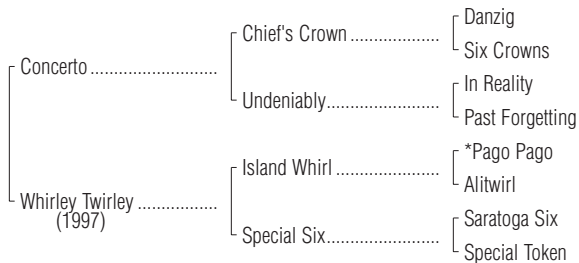 Danzig
Chief's Crown
Six Crowns
Concerto
In Reality
Undeniably
Past Forgetting
*Pago Pago
Island Whirl
Alitwirl
Whirley Twirley
(1997)
Saratoga Six
Special Six
Special Token